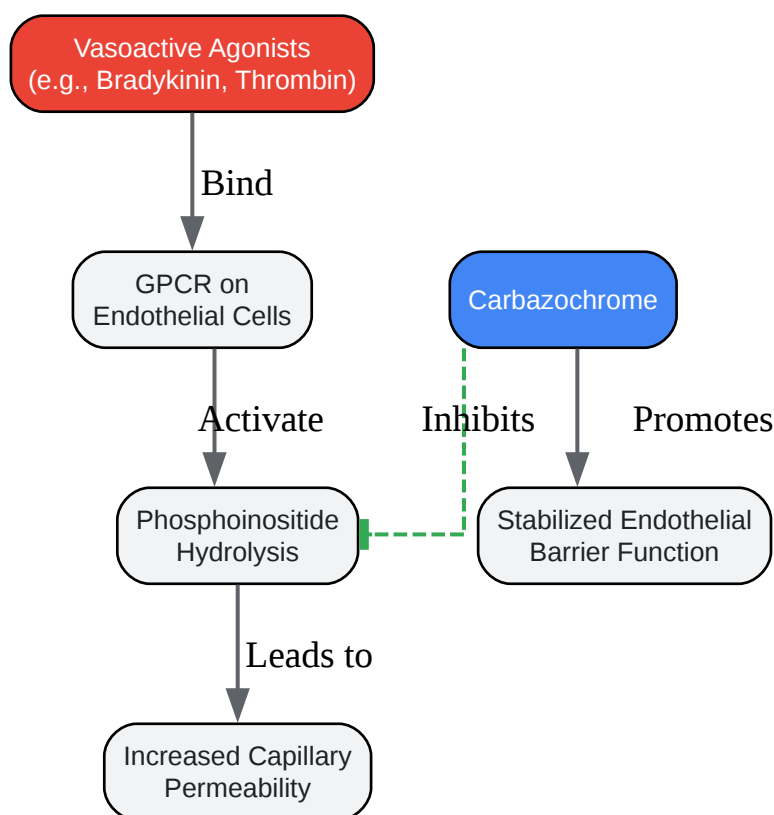 Vasoactive Agonists
(e.g., Bradykinin, Thrombin)
Bind
GPCR on
Endothelial Cells
Carbazochrome
Activate
Inhibits
Promotes
Phosphoinositide
Hydrolysis
Stabilized Endothelial
Barrier Function
Leads to
Increased Capillary
Permeability